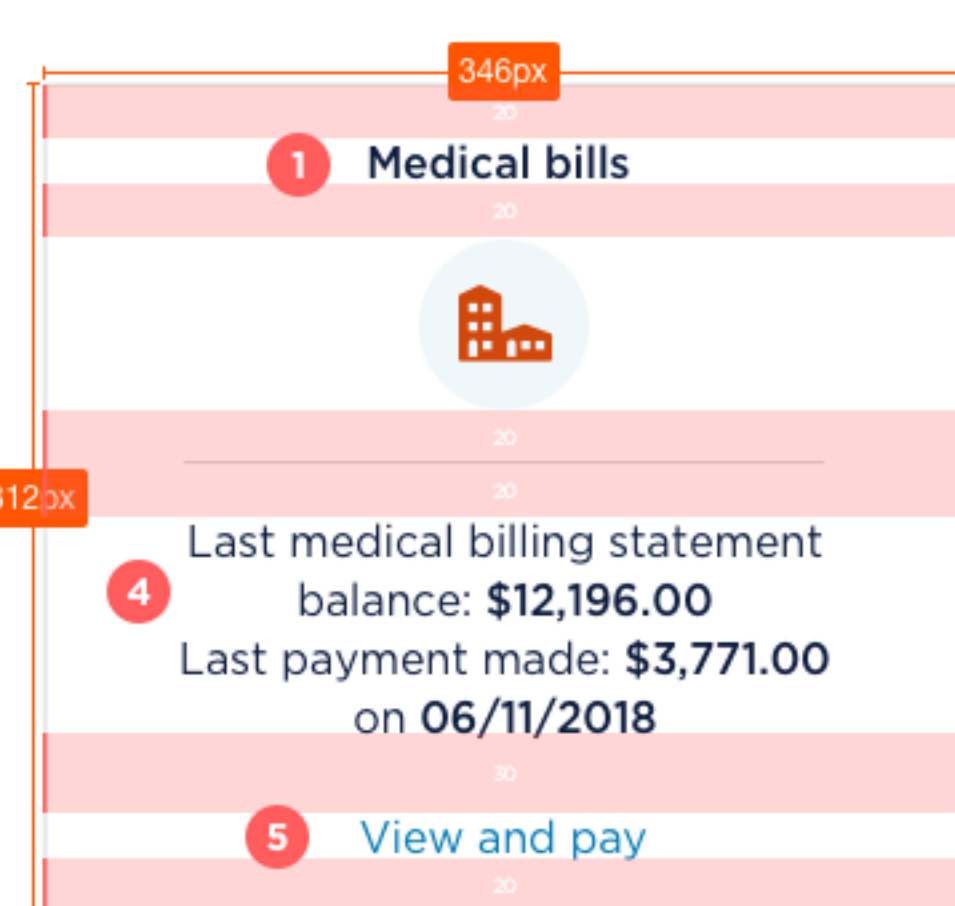 346px
20
1 Medical bills
20
20
312px
20
Last medical billing statement
4 balance: $12,196.00
Last payment made: $3,771.00
on 06/11/2018
30
5 View and pay
20